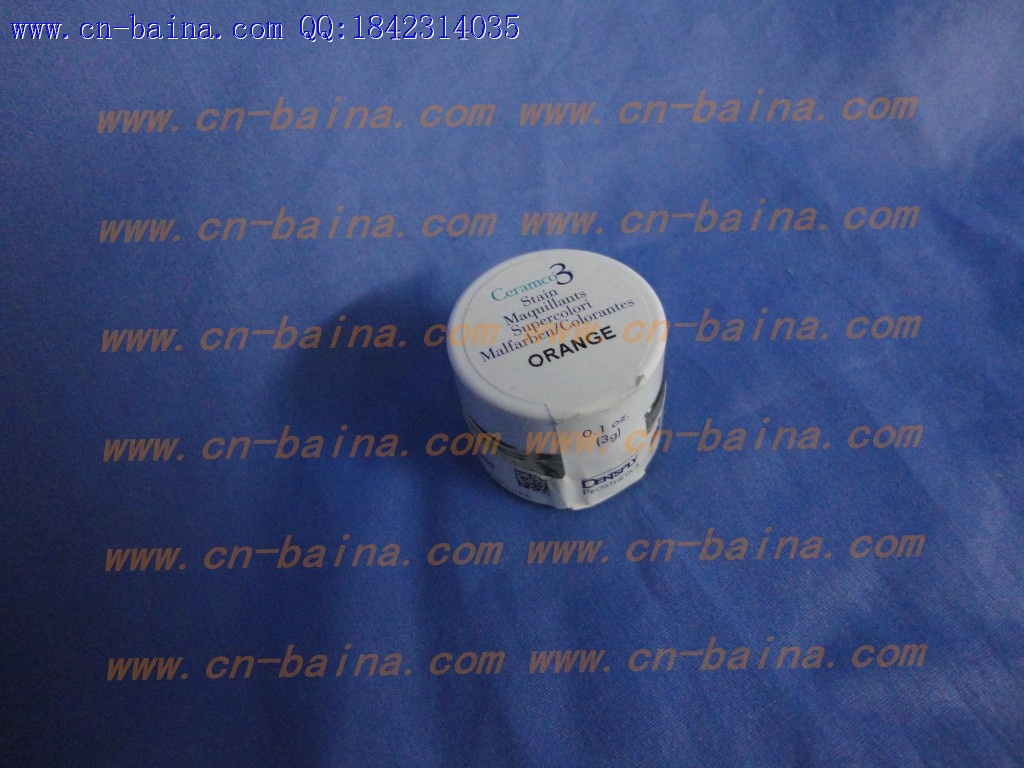 www.cn-baina.com QQ:1842314035
www.cn-baina.com www.cn-baina.com
www.cn-baina.com www.cn-baina.com
Ceramco3
Stain
Maquillants
Supercolori
Malfarben/Colorantes
ORANGE
www.cn-baina.com www.cn-baina.com
0.1 oz.
(3g)
www.cn-baina.com www.cn-baina.com
DENSPLY
PROSTHETICS
www.cn-baina.com www.cn-baina.com
www.cn-baina.com www.cn-baina.com